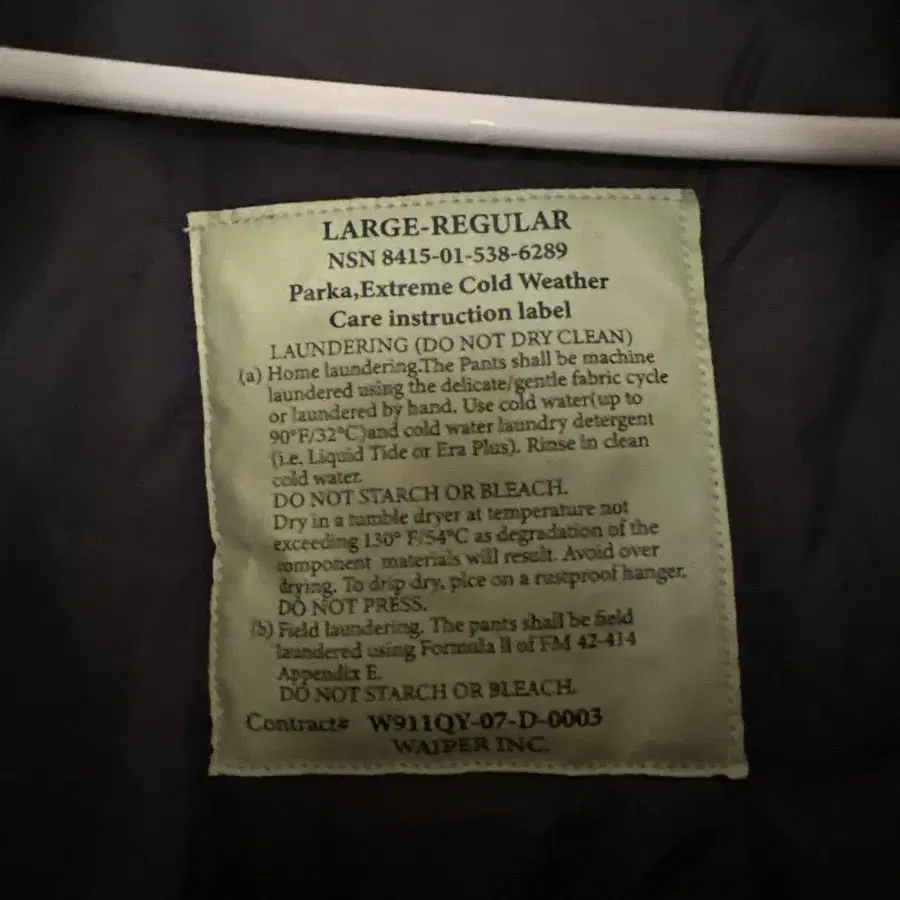 LARGE-REGULAR
NSN 8415-01-538-6289
Parka,Extreme Cold Weather
Care instruction label
LAUNDERING (DO NOT DRY CLEAN)
(a) Home laundering.The Pants shall be machine
laundered using the delicate/gentle fabric cycle
or laundered by hand. Use cold water(up to
90°F/32°C)and cold water laundry detergent
(i.e. Liquid Tide or Era Plus). Rinse in clean
cold water.
DO NOT STARCH OR BLEACH.
Dry in a tumble dryer at temperature not
exceeding 130° F/54°C as degradation of the
component materials will result. Avoid over
drying. To drip dry, plce on a rustproof hanger.
DO NOT PRESS.
(b) Field laundering. The pants shall be field
laundered using Formula II of FM 42-414
Appendix E.
DO NOT STARCH OR BLEACH.
Contract# W911QY-07-D-0003
WALPER INC.